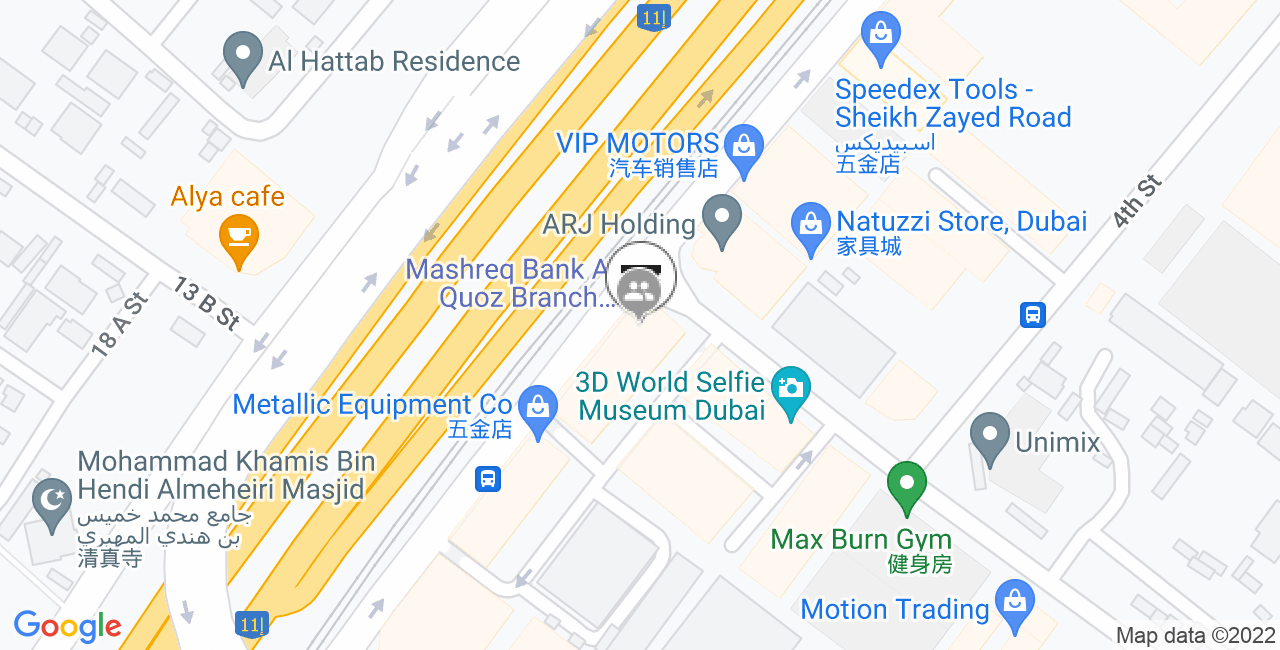 11إ
Al Hattab Residence
Speedex Tools -
Sheikh Zayed Road
اسبيديكس
五金店
VIP MOTORS
汽车销售店
Alya cafe
4th St
ARJ Holding
Natuzzi Store, Dubai
家具城
Mashreq Bank A
Quoz Branch...
13 B St
18 A St
3D World Selfie
Museum Dubai
Metallic Equipment Co
五金店
Unimix
Mohammad Khamis Bin
Hendi Almeheiri Masjid
جامع محمد خميس
بن هندي المهيري
清真寺
Max Burn Gym
健身房
Motion Trading
11إ
Google
Map data ©2022